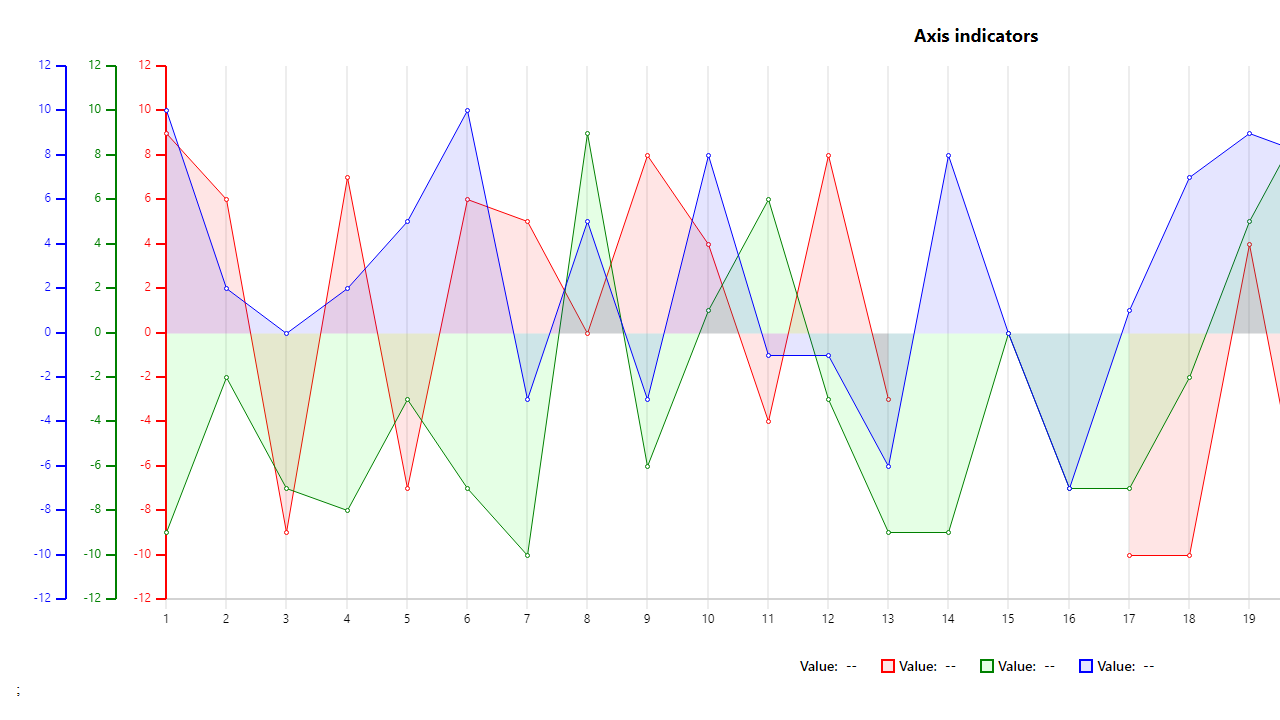 Axis indicators
12 12 12
10 10 10
8 8 8
6 6 6
4 4 4
2 2 2
0 0 0
-2 -2 -2
-4 -4 -4
-6 -6 -6
-8 -8 -8
-10 -10 -10
-12 -12 -12
1 2 3 4 5 6 7 8 9 10 11 12 13 14 15 16 17 18 19
Value: -- Value: -- Value: -- Value: --
;